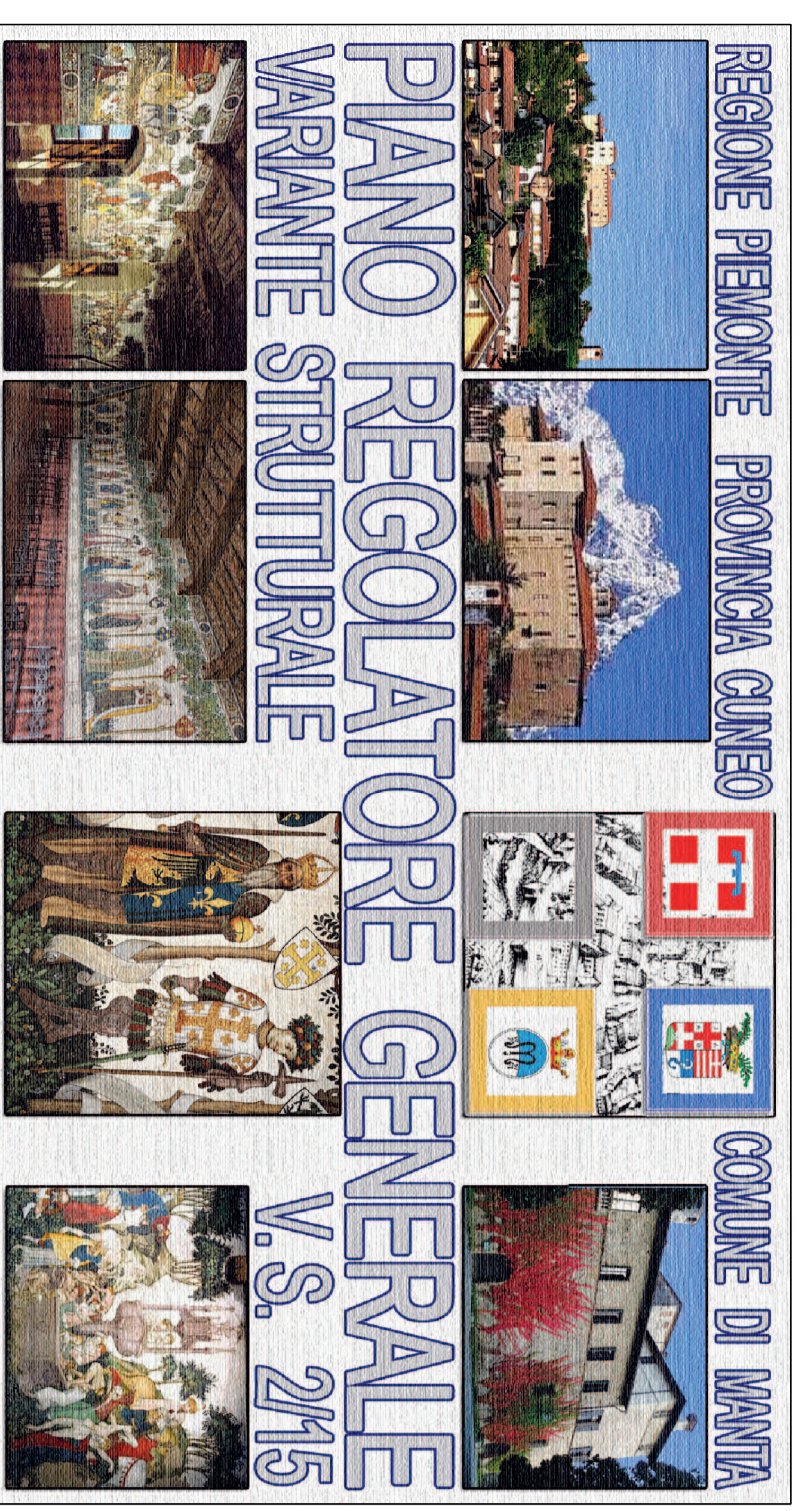 REGIONE PIEMONTE PROVINCIA CUNEO COMUNE DI MANTA
PIANO REGOLATORE GENERALE
VARIANTE STRUTTURALE V.S. 2/15